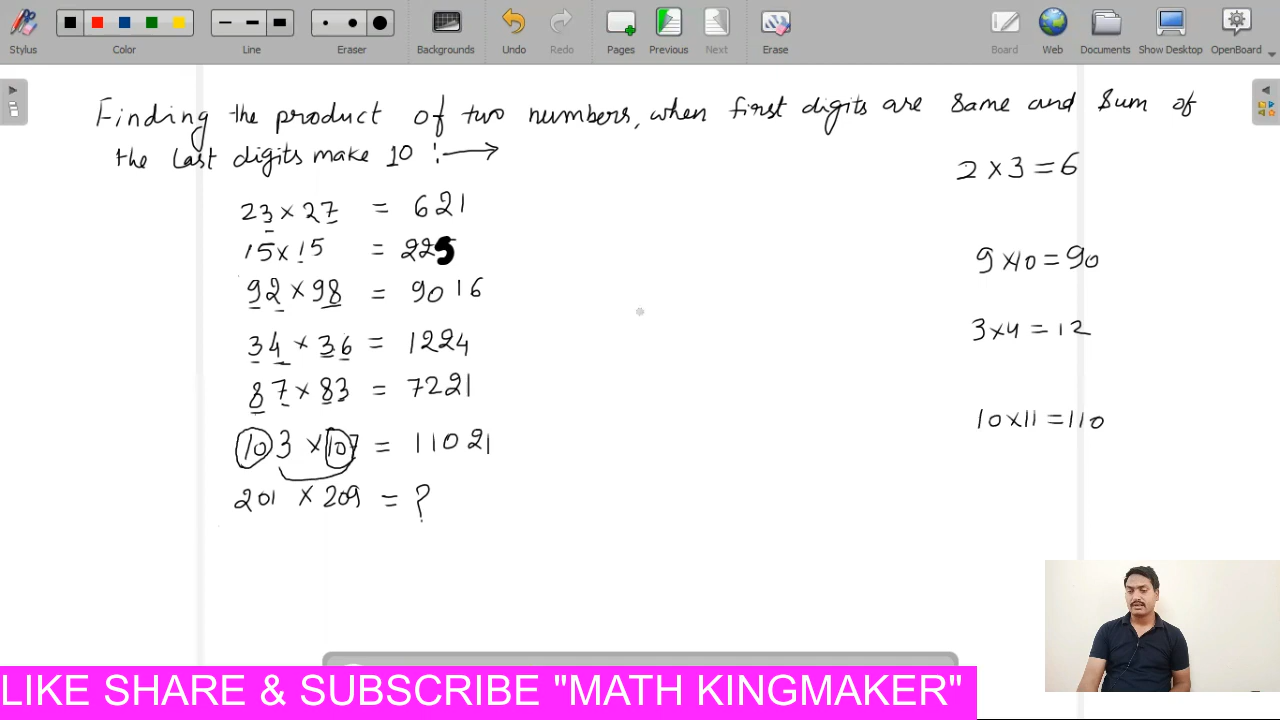 Stylus
Color
Line
Eraser
Backgrounds
Undo
Redo
Pages
Previous
Next
Erase
Board
Web
Documents
Show Desktop
OpenBoard
Finding the product of two numbers, when first digits are same and sum of
the last digits make 10 :→
2 × 3 = 6
23 × 27 = 621
15 × 15 = 225
9 × 10 = 90
92 × 98 = 9016
3 × 4 = 12
34 × 36 = 1224
87 × 83 = 7221
10 × 11 = 110
103 × 107 = 11021
201 × 209 = ?
LIKE SHARE & SUBSCRIBE "MATH KINGMAKER"